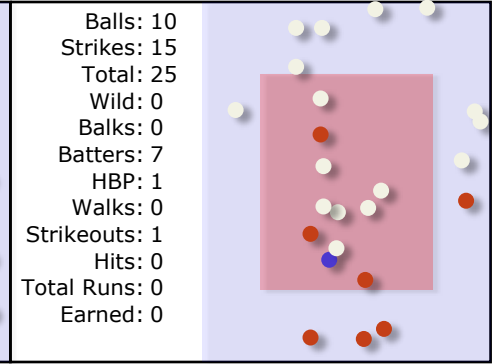 Balls: 10
Strikes: 15
Total: 25
Wild: 0
Balks: 0
Batters: 7
HBP: 1
Walks: 0
Strikeouts: 1
Hits: 0
Total Runs: 0
Earned: 0